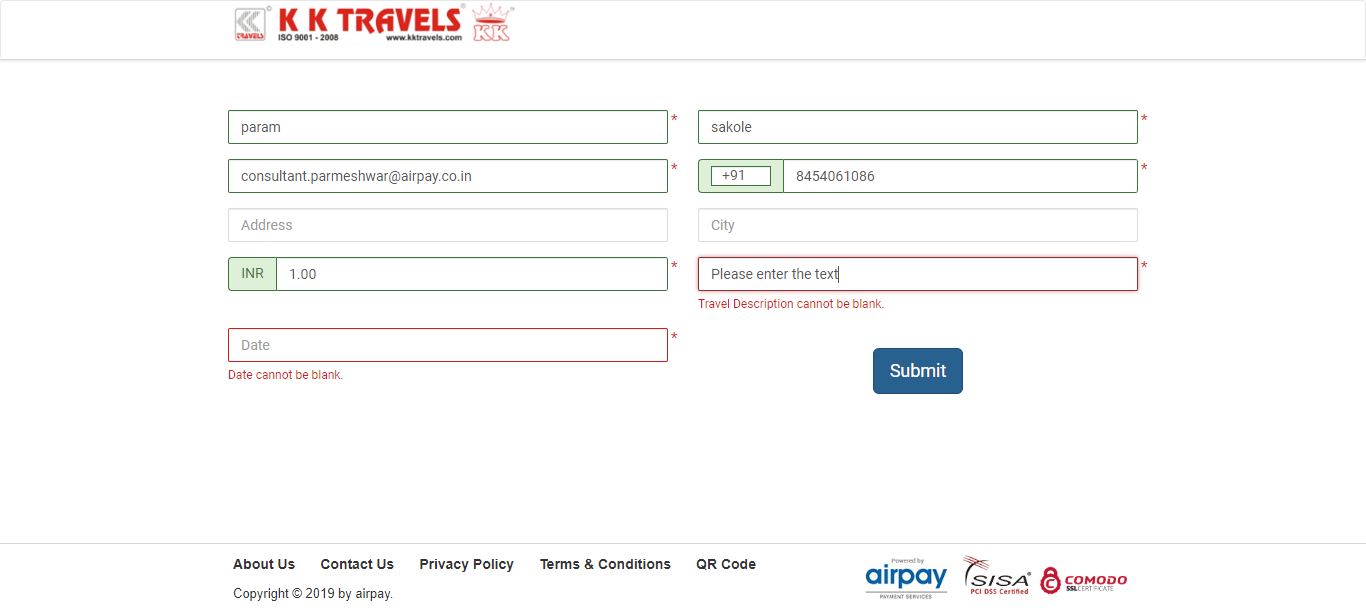 TRAVELS
K K TRAVELS
ISO 9001 - 2008 www.kktravels.com
KK
param * sakole *
consultant.parmeshwar@airpay.co.in * +91 8454061086 *
Address City
INR 1.00 * Please enter the text *
Travel Description cannot be blank.
Date *
Date cannot be blank.
Submit
About Us Contact Us Privacy Policy Terms & Conditions QR Code
Copyright © 2019 by airpay.
Powered by
airpay
PAYMENT SERVICES
SISA
PCI DSS Certified
COMODO
SSL CERTIFICATE